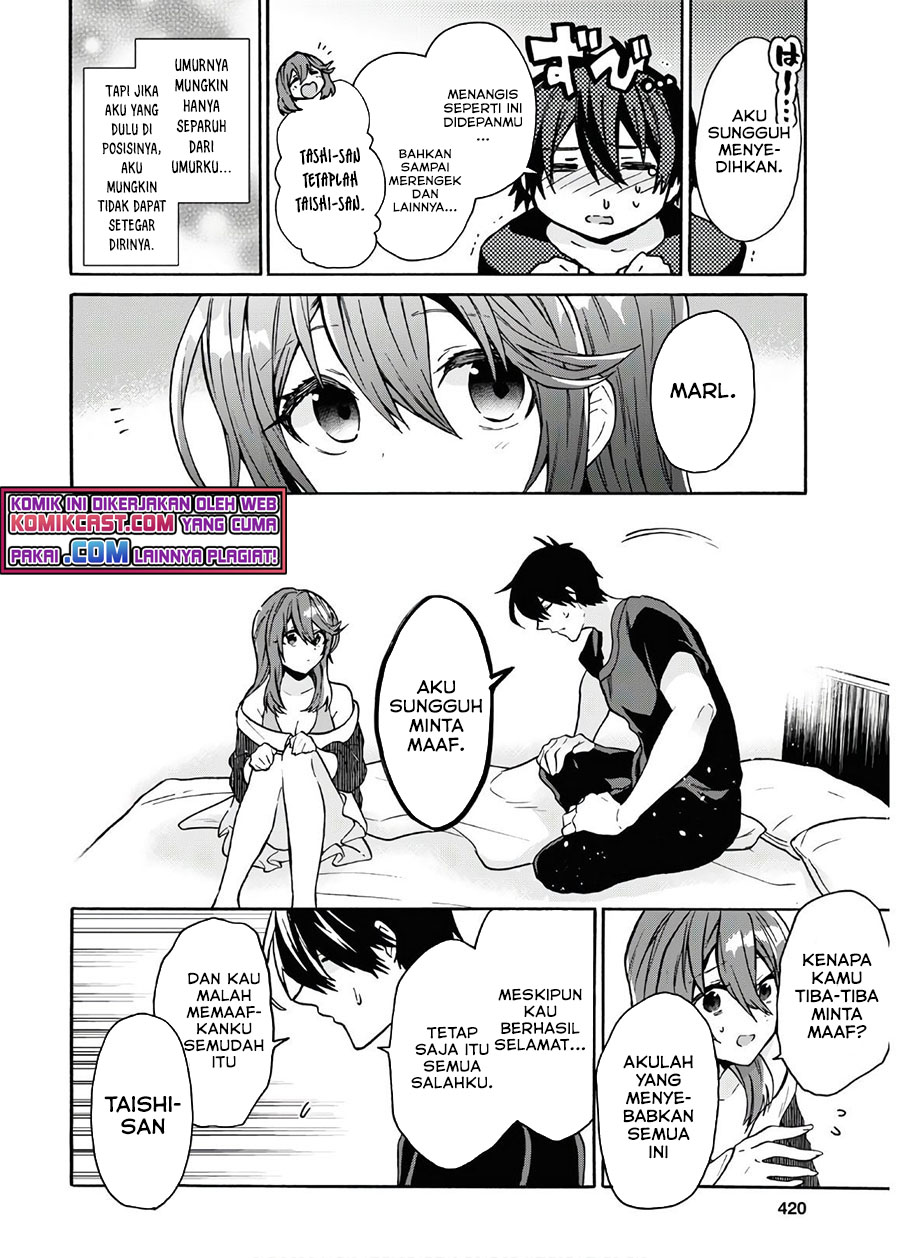 はー……
AKU
SUNGGUH
MENYE-
DIHKAN.
ずび…
MENANGIS
SEPERTI INI
DIDEPANMU
...
BAHKAN
SAMPAI
MERENGEK
DAN
LAINNYA...
TASHI-SAN
TETAPLAH
TAISHI-SAN.
UMURNYA
MUNGKIN
HANYA
SEPARUH
DARI
UMURKU...
TAPI JIKA
AKU YANG
DULU DI
POSISINYA,
AKU
MUNGKIN
TIDAK DAPAT
SETEGAR
DIRINYA.
MARL.
KOMIK INI DIKERJAKAN OLEH WEB
KOMIKCAST.COM YANG CUMA
PAKAI .COM LAINNYA PLAGIAT!
AKU
SUNGGUH
MINTA
MAAF.
KENAPA
KAMU
TIBA-TIBA
MINTA
MAAF?
AKULAH
YANG
MENYE-
BABKAN
SEMUA
INI
MESKIPUN
KAU
BERHASIL
SELAMAT...
TETAP
SAJA ITU
SEMUA
SALAHKU.
DAN KAU
MALAH
MEMAAF-
KANKU
SEMUDAH
ITU
TAISHI-
SAN
420